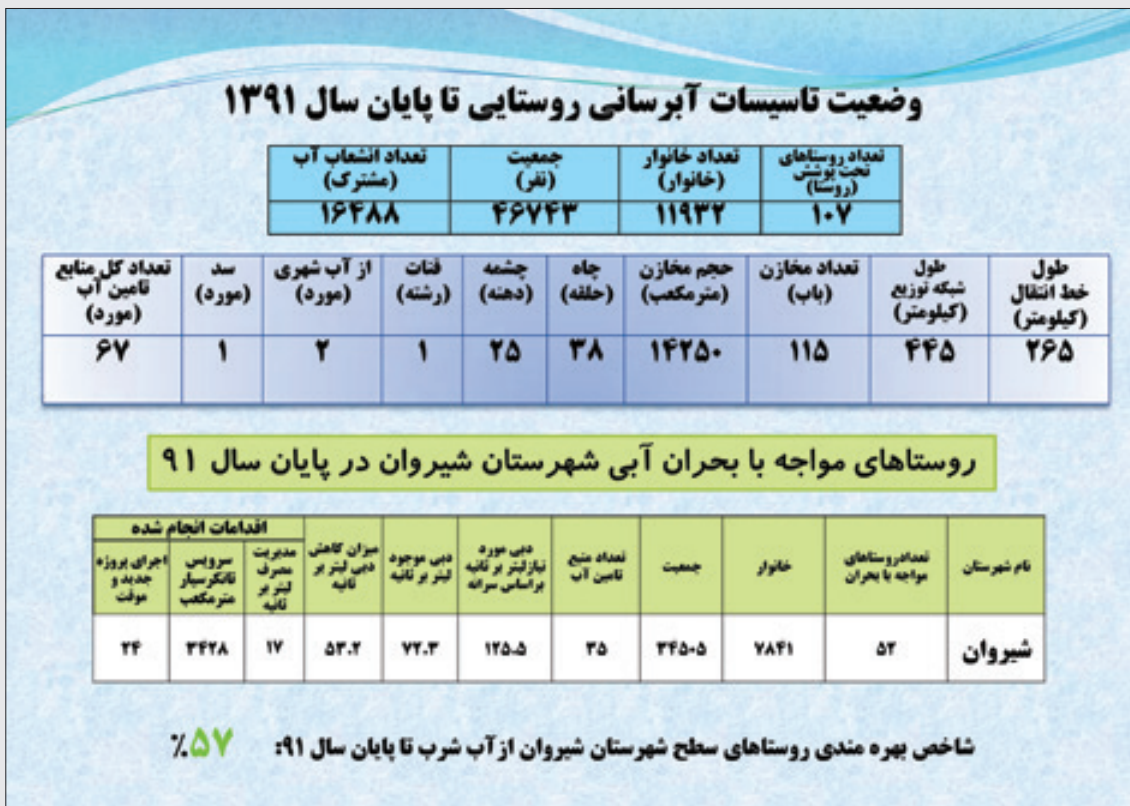 وضعیت تاسیسات آبرسانی روستایی تا پایان سال ۱۳۹۱
تعداد روستاهای تحت پوشش (روستا)
تعداد خانوار (خانوار)
جمعیت (نفر)
تعداد انشعاب آب (مشترک)
۱۰۷
۱۱۹۳۲
۴۶۷۴۳
۱۶۴۸۸
طول خط انتقال (کیلومتر)
طول شبکه توزیع (کیلومتر)
تعداد مخازن (باب)
حجم مخازن (مترمکعب)
چاه (حلقه)
چشمه (دهنه)
قنات (رشته)
از آب شهری (مورد)
سد (مورد)
تعداد کل منابع تامین آب (مورد)
۲۶۵
۴۴۵
۱۱۵
۱۴۲۵۰
۳۸
۲۵
۱
۲
۱
۶۷
روستاهای مواجه با بحران آبی شهرستان شیروان در پایان سال ۹۱
نام شهرستان
تعدادروستاهای مواجه با بحران
خانوار
جمعیت
تعداد منبع تامین آب
دبی مورد نیازلیتر بر ثانیه براساس سرانه
دبی موجود لیتر بر ثانیه
میزان کاهش دبی لیتر بر ثانیه
اقدامات انجام شده
مدیریت مصرف لیتر بر ثانیه
سرویس تانکرسیار مترمکعب
اجرای پروژه جدید و موقت
شیروان
۵۲
۷۸۴۱
۳۴۵۰۵
۳۵
۱۲۵.۵
۷۲.۳
۵۳.۲
۱۷
۳۴۲۸
۲۴
شاخص بهره مندی روستاهای سطح شهرستان شیروان از آب شرب تا پایان سال ۹۱: ۵۷٪